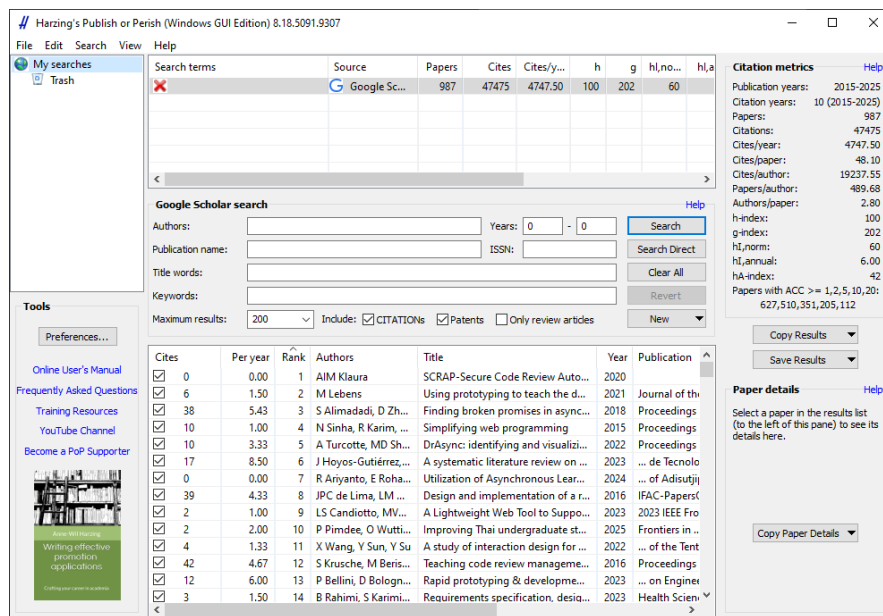 Harzing's Publish or Perish (Windows GUI Edition) 8.18.5091.9307
File Edit Search View Help
My searches
Trash
Search terms Source Papers Cites Cites/y... h g hI,no... hI,a
Google Sc... 987 47475 4747.50 100 202 60
Google Scholar search Help
Authors: Years: 0 - 0 Search
Publication name: ISSN: Search Direct
Title words: Clear All
Keywords: Revert
Maximum results: 200 Include: CITATIONs Patents Only review articles New
Cites Per year Rank Authors Title Year Publication
0 0.00 1 AIM Klaura SCRAP-Secure Code Review Auto... 2020
6 1.50 2 M Lebens Using prototyping to teach the d... 2021 Journal of the
38 5.43 3 S Alimadadi, D Zh... Finding broken promises in async... 2018 Proceedings
10 1.00 4 N Sinha, R Karim, ... Simplifying web programming 2015 Proceedings
10 3.33 5 A Turcotte, MD Sh... DrAsync: identifying and visualizi... 2022 Proceedings
17 8.50 6 J Hoyos-Gutiérrez,... A systematic literature review on ... 2023 ... de Tecnolo
0 0.00 7 R Ariyanto, E Roha... Utilization of Asynchronous Lear... 2024 ... of Adisutji
39 4.33 8 JPC de Lima, LM ... Design and implementation of a r... 2016 IFAC-Papers
2 1.00 9 LS Candiotto, MV... A Lightweight Web Tool to Suppo... 2023 2023 IEEE Fro
2 2.00 10 P Pimdee, O Wutti... Improving Thai undergraduate st... 2025 Frontiers in ...
4 1.33 11 X Wang, Y Sun, Y Su A study of interaction design for ... 2022 ... of the Tent
42 4.67 12 S Krusche, M Beris... Teaching code review manageme... 2016 Proceedings
12 6.00 13 P Bellini, D Bologn... Rapid prototyping & developme... 2023 ... on Engine
3 1.50 14 B Rahimi, S Karimi... Requirements specification, desig... 2023 Health Scien
Tools
Preferences...
Online User's Manual
Frequently Asked Questions
Training Resources
YouTube Channel
Become a PoP Supporter
Anne-Wil Harzing
Writing effective
promotion
applications
Crafting your career in academia
Citation metrics Help
Publication years: 2015-2025
Citation years: 10 (2015-2025)
Papers: 987
Citations: 47475
Cites/year: 4747.50
Cites/paper: 48.10
Cites/author: 19237.55
Papers/author: 489.68
Authors/paper: 2.80
h-index: 100
g-index: 202
hI,norm: 60
hI,annual: 6.00
hA-index: 42
Papers with ACC >= 1,2,5,10,20:
627,510,351,205,112
Copy Results
Save Results
Paper details Help
Select a paper in the results list
(to the left of this pane) to see its
details here.
Copy Paper Details